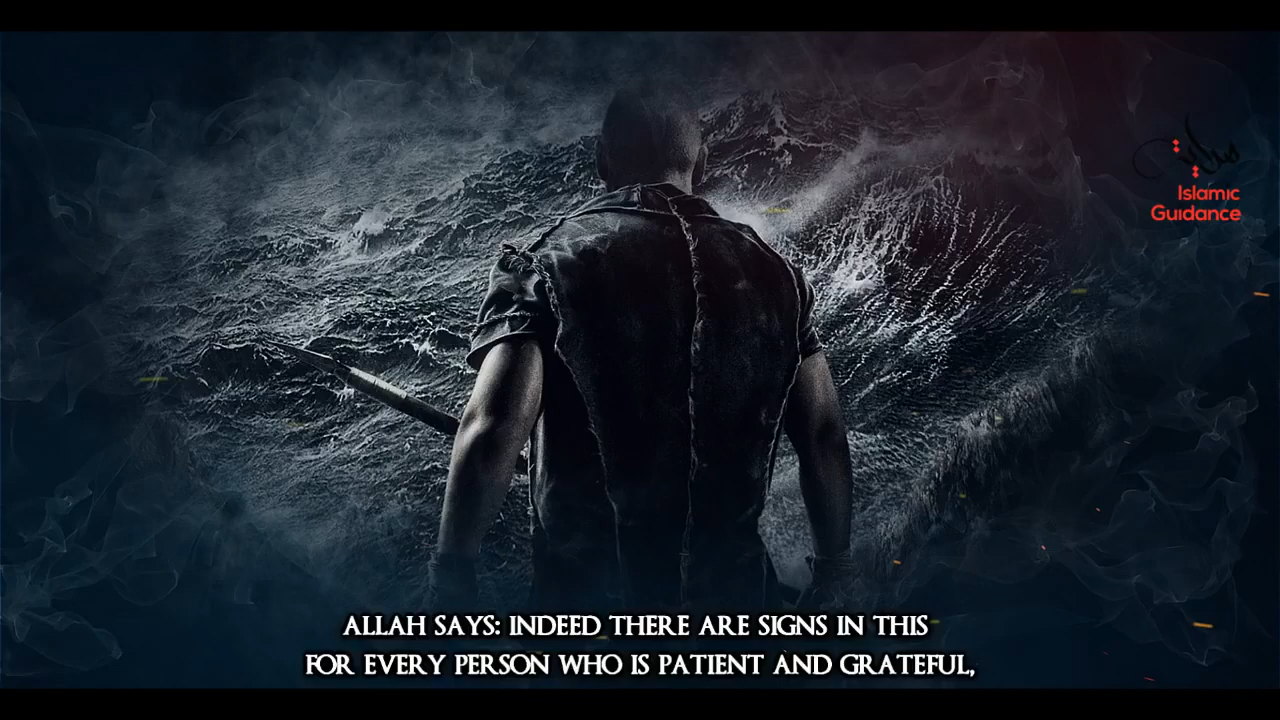 Islamic
Guidance
ALLAH SAYS: INDEED THERE ARE SIGNS IN THIS
FOR EVERY PERSON WHO IS PATIENT AND GRATEFUL,